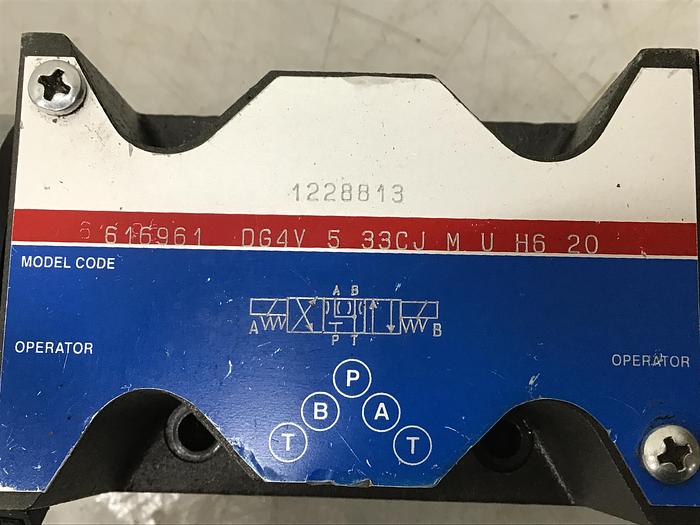 1228813
616961 DG4V 5 33CJ M U H6 20
MODEL CODE
A B
A B
P T
OPERATOR OPERATOR
P
B A
T T